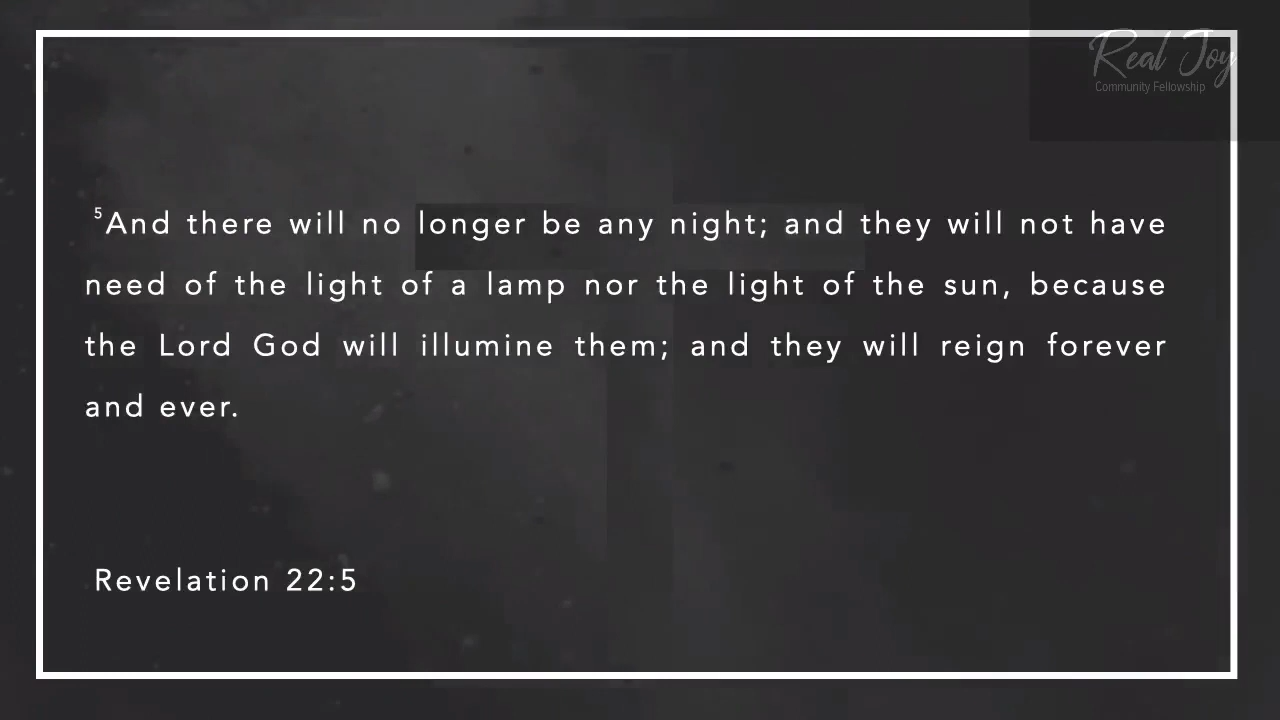 Real Joy
Community Fellowship
⁵And there will no longer be any night; and they will not have
need of the light of a lamp nor the light of the sun, because
the Lord God will illumine them; and they will reign forever
and ever.
Revelation 22:5